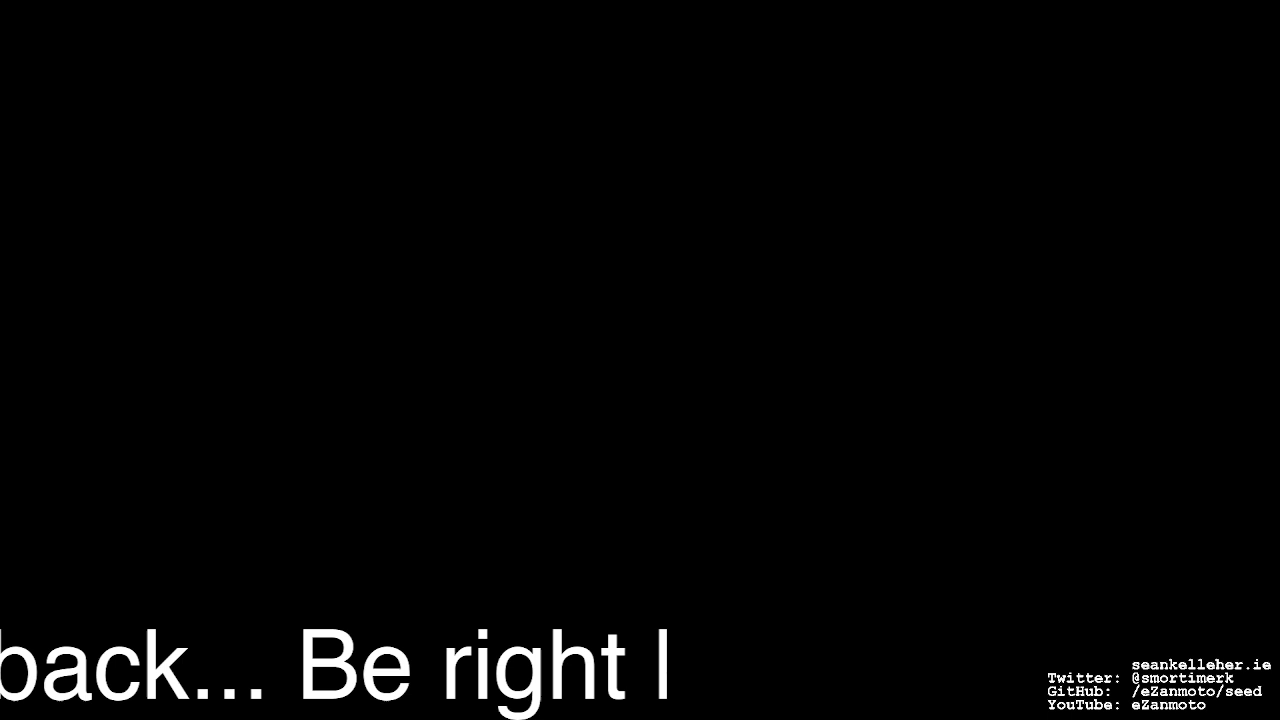 back... Be right
seankelleher.ie
Twitter: @smortimerk
GitHub: /eZanmoto/seed
YouTube: eZanmoto